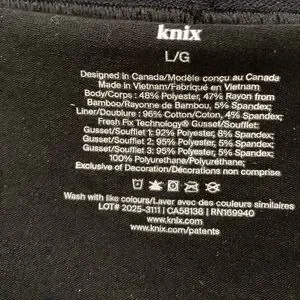 knix
L/G
Designed in Canada/Modèle conçu au Canada
Made in Vietnam/Fabriqué en Vietnam
Body/Corps : 48% Polyester, 47% Rayon from
Bamboo/Rayonne de Bambou, 5% Spandex;
Liner/Doublure : 96% Cotton/Coton, 4% Spandex;
Fresh Fix Technology® Gusset/Soufflet:
Gusset/Soufflet 1: 92% Polyester, 8% Spandex;
Gusset/Soufflet 2: 95% Polyester, 5% Spandex;
Gusset/Soufflet 3: 95% Polyester, 5% Spandex;
100% Polyurethane/Polyuréthane;
Exclusive of Decoration/Décorations non comprise
Wash with like colours/Laver avec des couleurs similaires
LOT# 2025-3111 | CA58136 | RN169940
www.knix.com
www.knix.com/patents